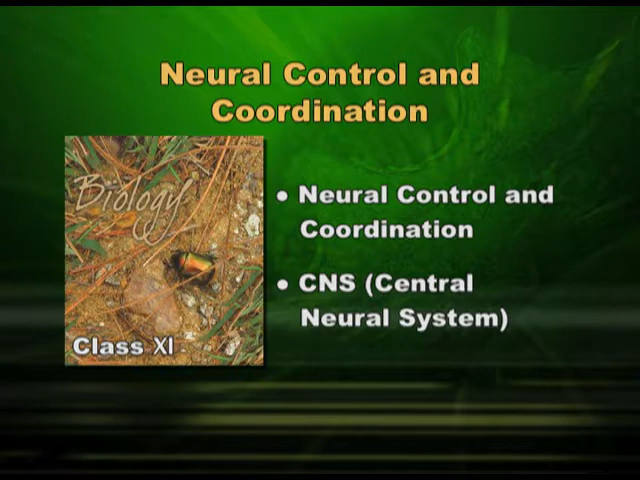 Neural Control and
Coordination
Biology
Class XI
● Neural Control and
Coordination
● CNS (Central
Neural System)